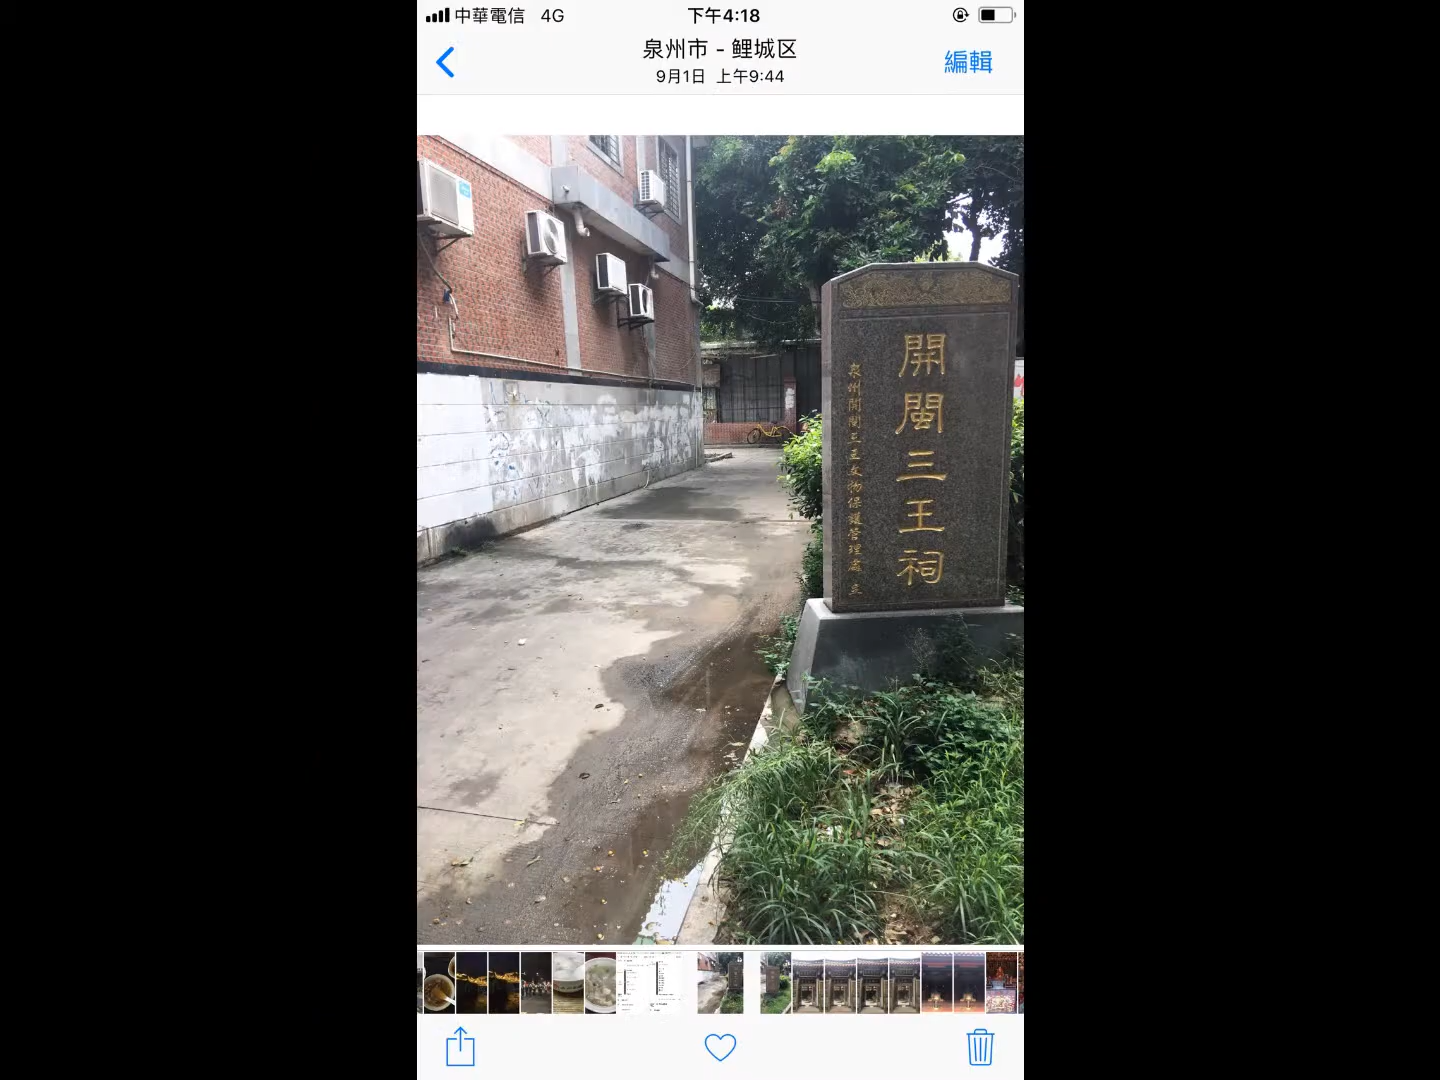 中華電信 4G 下午4:18
泉州市 - 鲤城区
9月1日 上午9:44
編輯
開閩三王祠
泉州開閩三王文物保護管理處 立